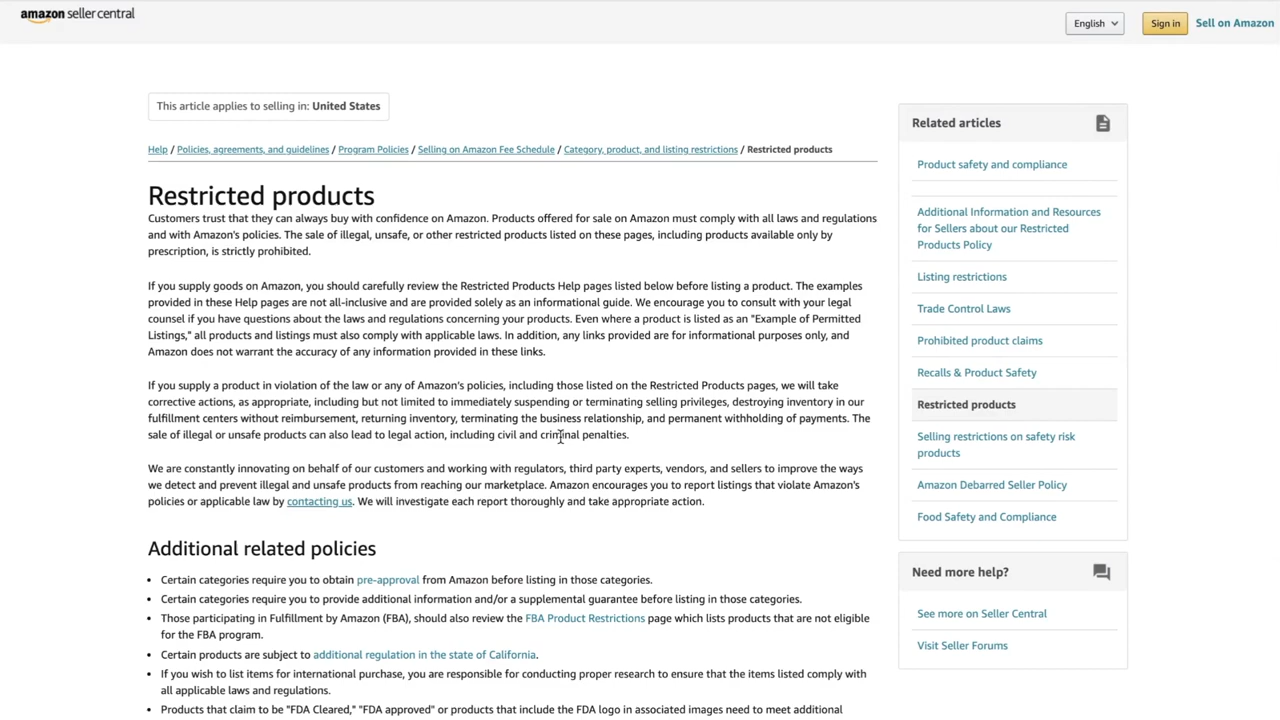 amazon seller central
English
Sign in
Sell on Amazon
This article applies to selling in: United States
Help / Policies, agreements, and guidelines / Program Policies / Selling on Amazon Fee Schedule / Category, product, and listing restrictions / Restricted products
Restricted products
Customers trust that they can always buy with confidence on Amazon. Products offered for sale on Amazon must comply with all laws and regulations
and with Amazon's policies. The sale of illegal, unsafe, or other restricted products listed on these pages, including products available only by
prescription, is strictly prohibited.
If you supply goods on Amazon, you should carefully review the Restricted Products Help pages listed below before listing a product. The examples
provided in these Help pages are not all-inclusive and are provided solely as an informational guide. We encourage you to consult with your legal
counsel if you have questions about the laws and regulations concerning your products. Even where a product is listed as an "Example of Permitted
Listings," all products and listings must also comply with applicable laws. In addition, any links provided are for informational purposes only, and
Amazon does not warrant the accuracy of any information provided in these links.
If you supply a product in violation of the law or any of Amazon's policies, including those listed on the Restricted Products pages, we will take
corrective actions, as appropriate, including but not limited to immediately suspending or terminating selling privileges, destroying inventory in our
fulfillment centers without reimbursement, returning inventory, terminating the business relationship, and permanent withholding of payments. The
sale of illegal or unsafe products can also lead to legal action, including civil and criminal penalties.
We are constantly innovating on behalf of our customers and working with regulators, third party experts, vendors, and sellers to improve the ways
we detect and prevent illegal and unsafe products from reaching our marketplace. Amazon encourages you to report listings that violate Amazon's
policies or applicable law by contacting us. We will investigate each report thoroughly and take appropriate action.
Additional related policies
• Certain categories require you to obtain pre-approval from Amazon before listing in those categories.
• Certain categories require you to provide additional information and/or a supplemental guarantee before listing in those categories.
• Those participating in Fulfillment by Amazon (FBA), should also review the FBA Product Restrictions page which lists products that are not eligible
for the FBA program.
• Certain products are subject to additional regulation in the state of California.
• If you wish to list items for international purchase, you are responsible for conducting proper research to ensure that the items listed comply with
all applicable laws and regulations.
• Products that claim to be "FDA Cleared," "FDA approved" or products that include the FDA logo in associated images need to meet additional
Related articles
Product safety and compliance
Additional Information and Resources
for Sellers about our Restricted
Products Policy
Listing restrictions
Trade Control Laws
Prohibited product claims
Recalls & Product Safety
Restricted products
Selling restrictions on safety risk
products
Amazon Debarred Seller Policy
Food Safety and Compliance
Need more help?
See more on Seller Central
Visit Seller Forums